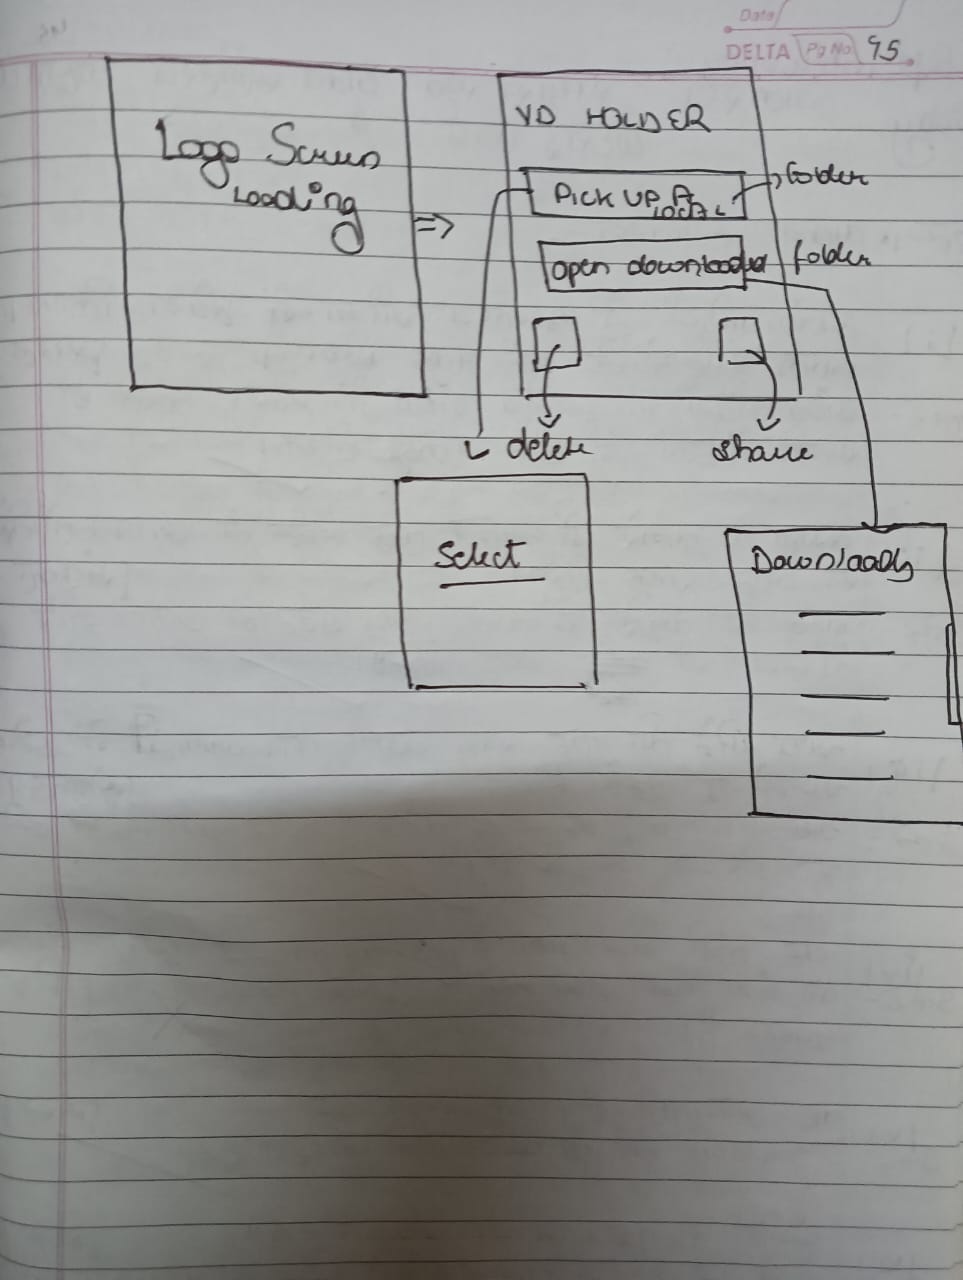 Date
DELTA Pg No 95
Logo Screen
Loading
⇒
VD HOLDER
PICK UP A folder
LOCAL
open downloaded folder
delete
share
Select
Downloads